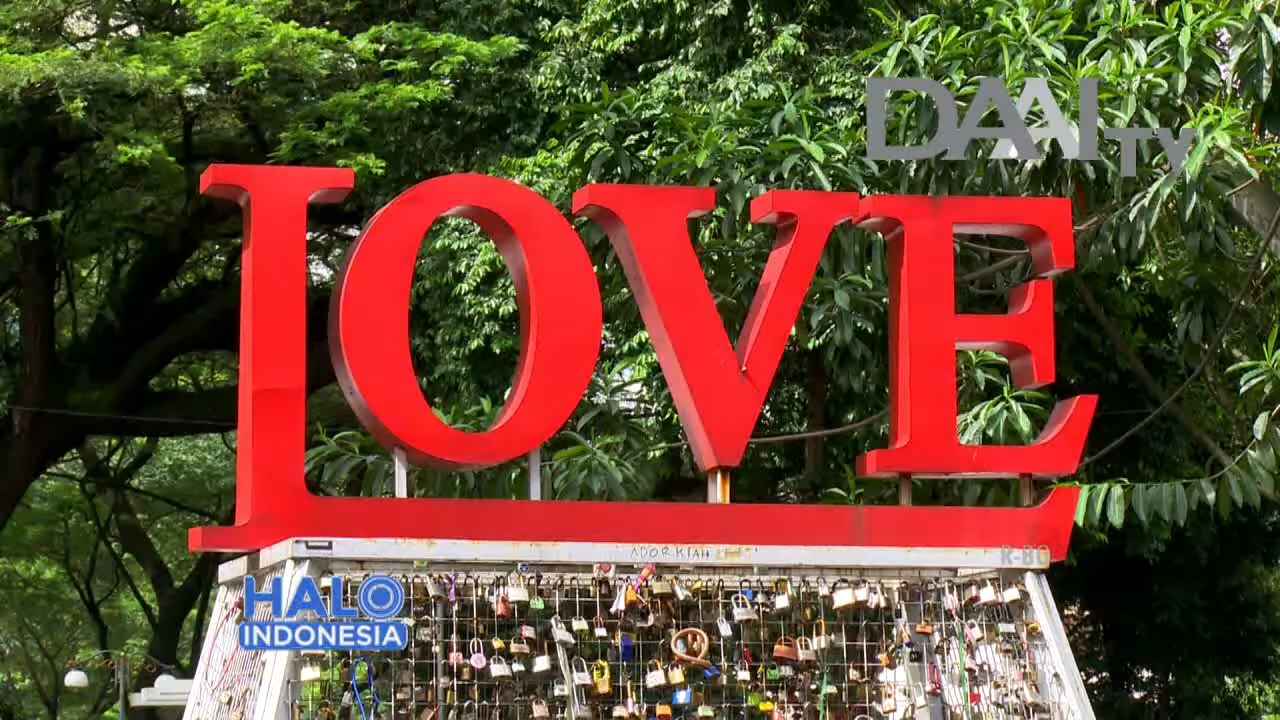 DAAI TV
LOVE
ADOR KIAH
R-80
HALO
INDONESIA